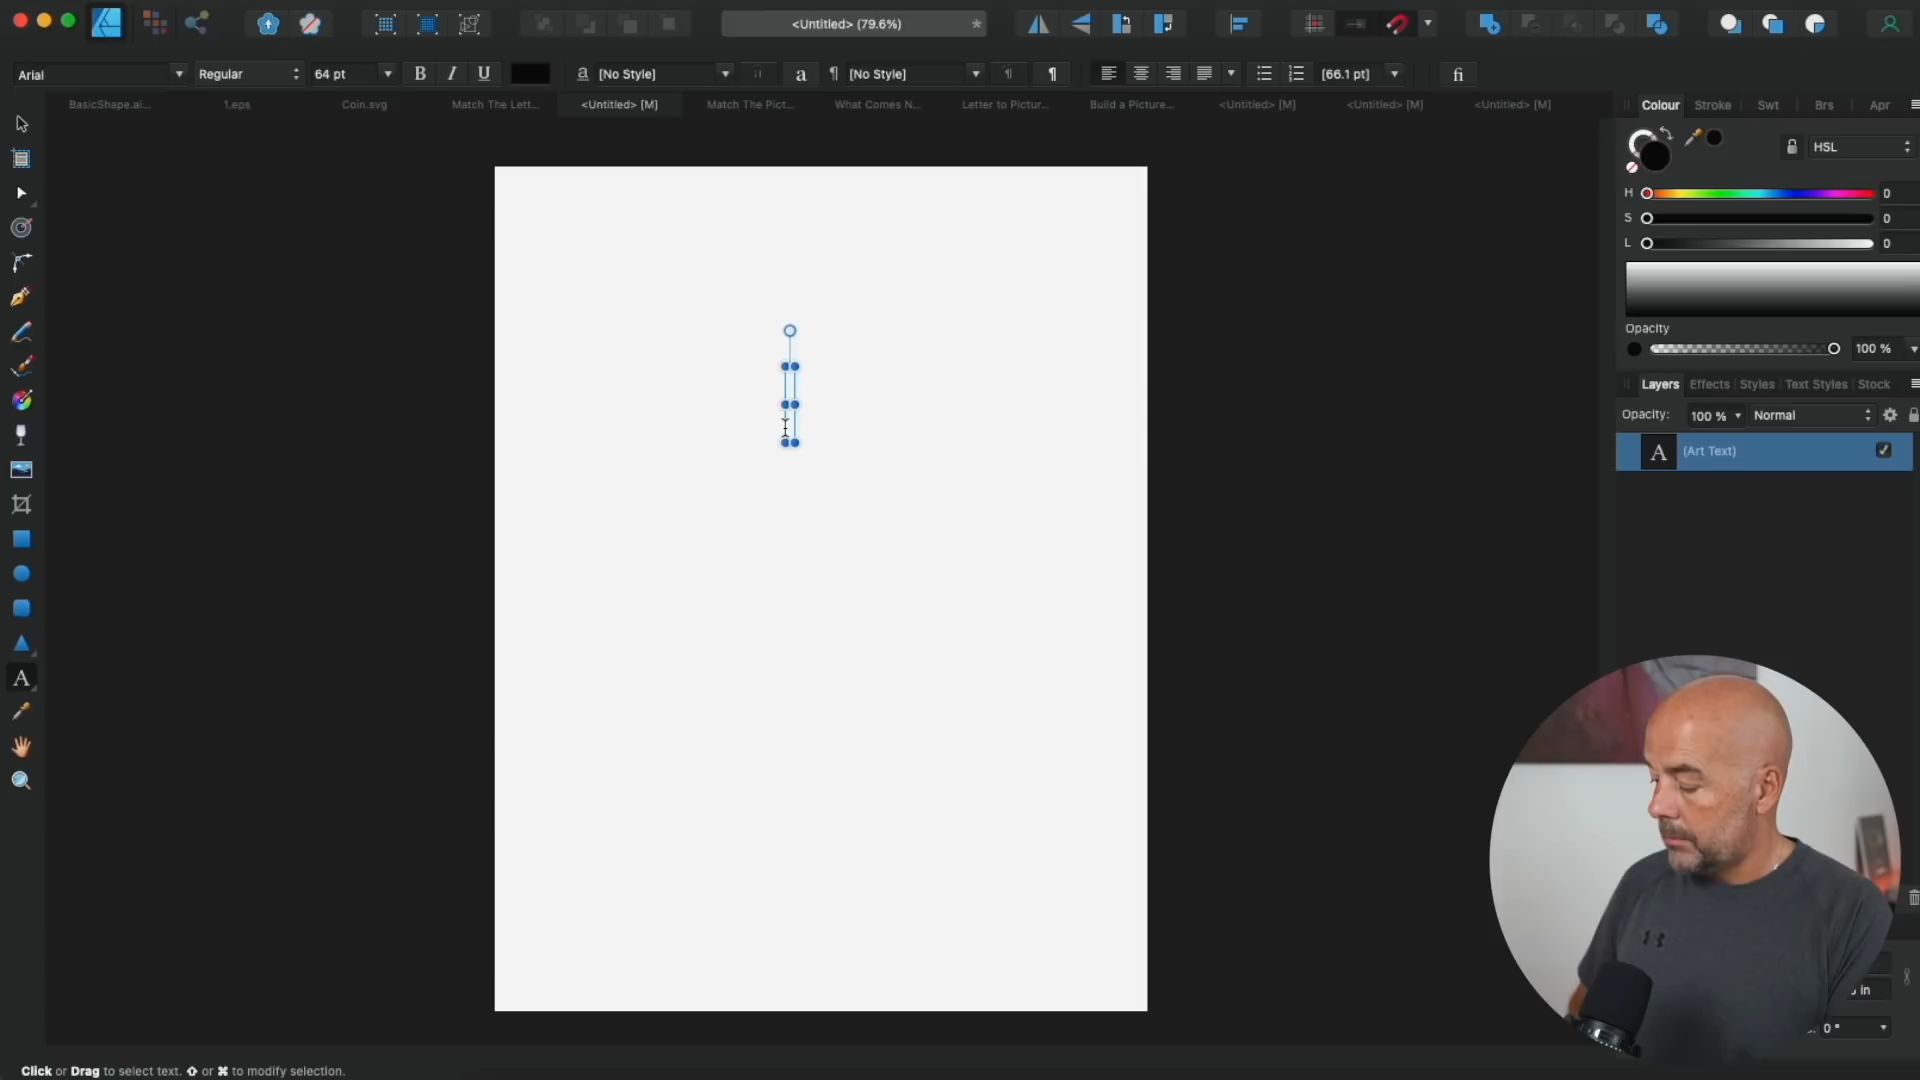 <Untitled> (79.6%)
*
Arial
Regular
64 pt
B
I
U
a
[No Style]
a
¶
[No Style]
¶
[66.1 pt]
fi
BasicShape.ai...
1.eps
Coin.svg
Match The Lett...
<Untitled> [M]
Match The Pict...
What Comes N...
Letter to Pictur...
Build a Picture...
<Untitled> [M]
<Untitled> [M]
<Untitled> [M]
Colour
Stroke
Swt
Brs
Apr
HSL
H
0
S
0
L
0
Opacity
100 %
Layers
Effects
Styles
Text Styles
Stock
Opacity:
100 %
Normal
A
(Art Text)
A
in
0 °
Click or Drag to select text. ⇧ or ⌘ to modify selection.